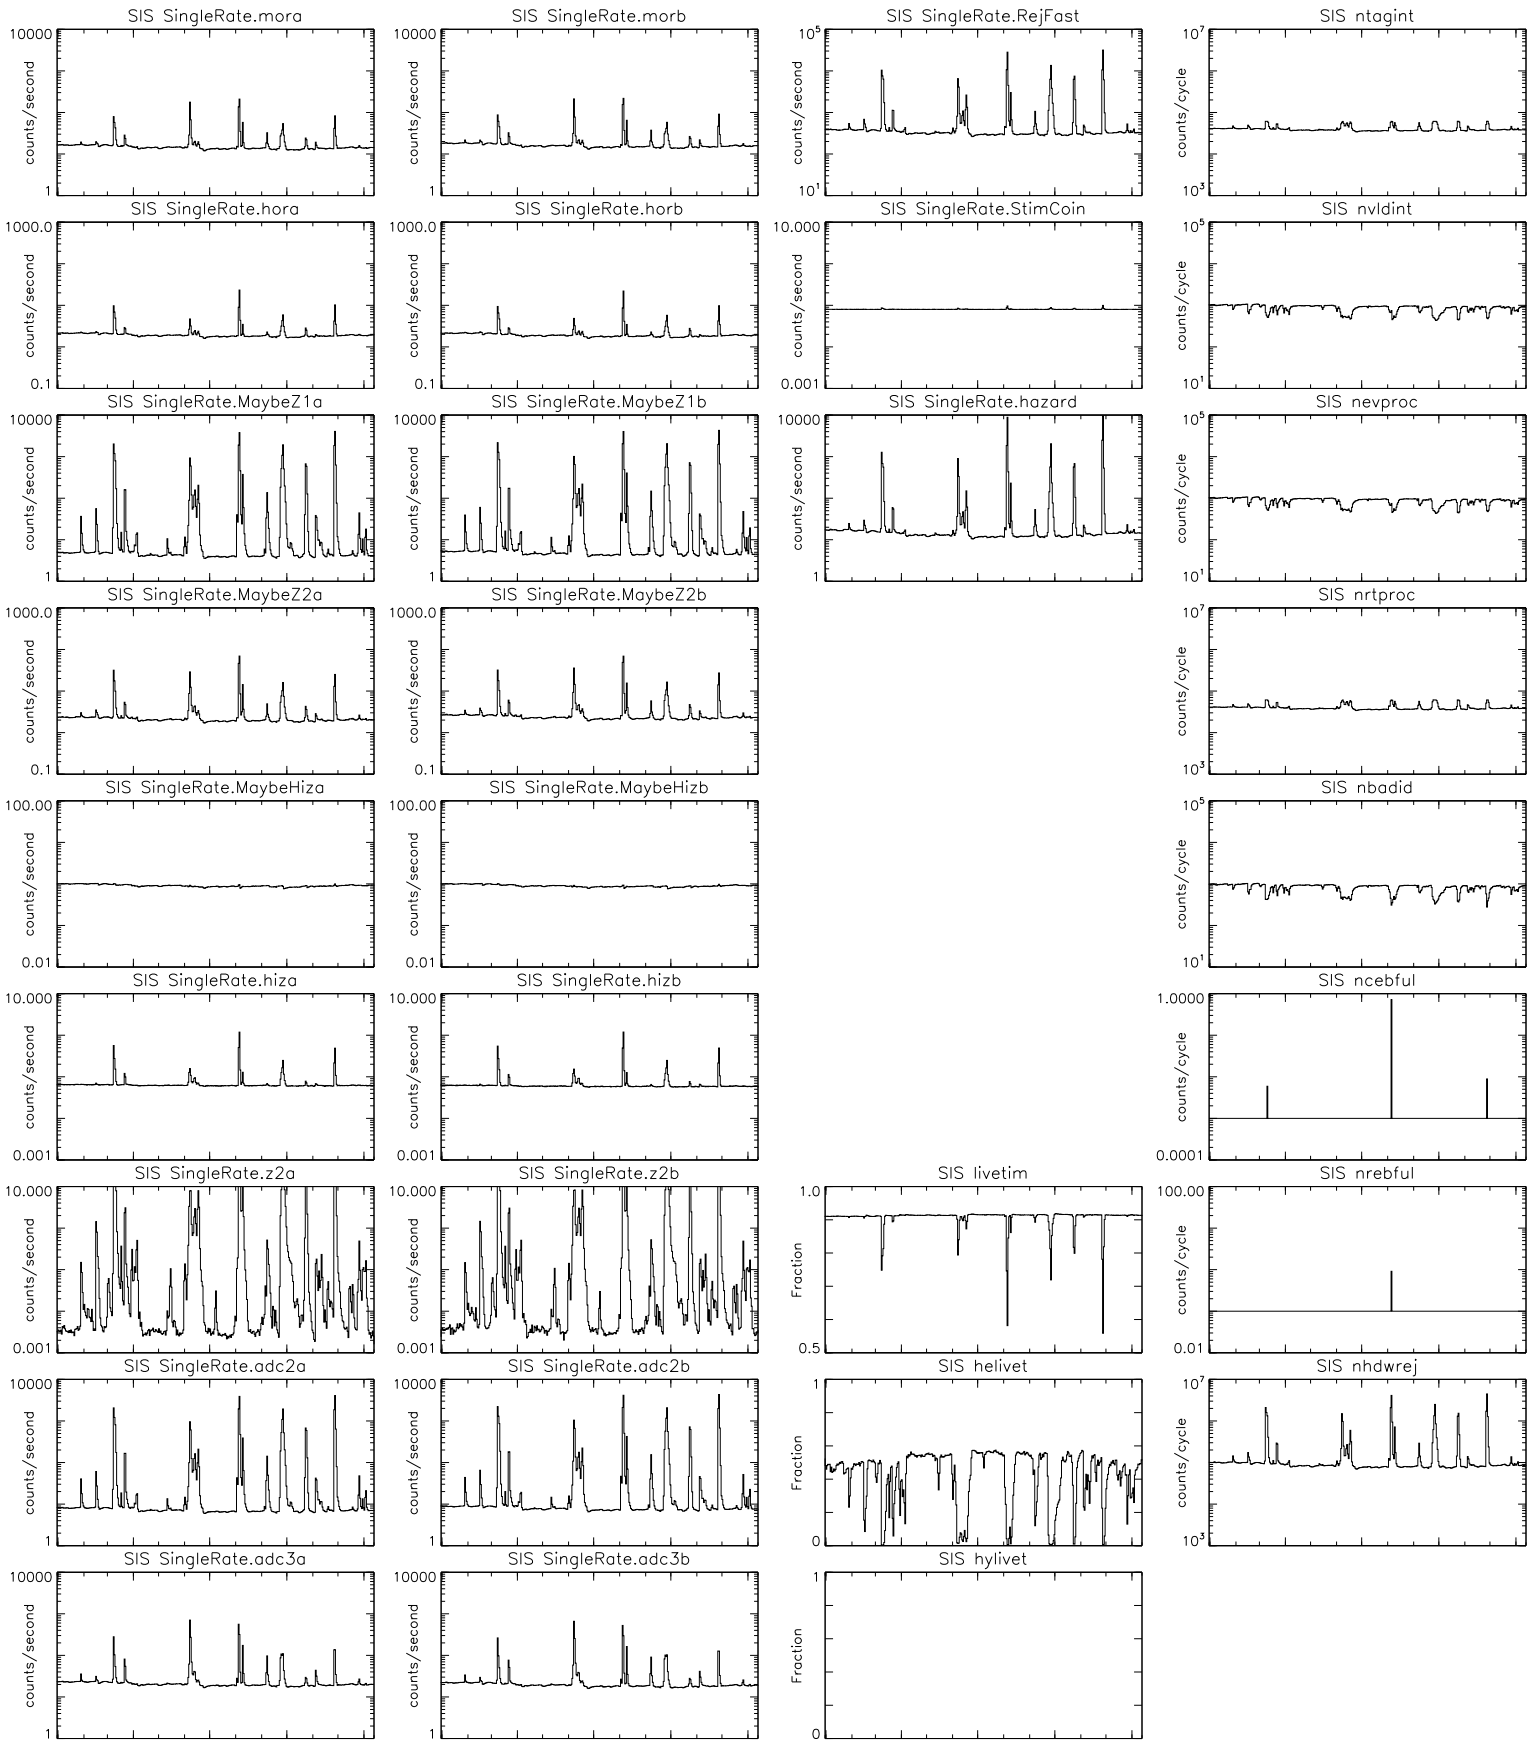 SIS SingleRate.mora
10000
counts/second
1
SIS SingleRate.morb
10000
counts/second
1
SIS SingleRate.RejFast
10^5
counts/second
10^1
SIS ntagint
10^7
counts/cycle
10^3
SIS SingleRate.hora
1000.0
counts/second
0.1
SIS SingleRate.horb
1000.0
counts/second
0.1
SIS SingleRate.StimCoin
10.000
counts/second
0.001
SIS nvldint
10^5
counts/cycle
10^1
SIS SingleRate.MaybeZ1a
10000
counts/second
1
SIS SingleRate.MaybeZ1b
10000
counts/second
1
SIS SingleRate.hazard
10000
counts/second
1
SIS nevproc
10^5
counts/cycle
10^1
SIS SingleRate.MaybeZ2a
1000.0
counts/second
0.1
SIS SingleRate.MaybeZ2b
1000.0
counts/second
0.1
SIS nrtproc
10^7
counts/cycle
10^3
SIS SingleRate.MaybeHiza
100.00
counts/second
0.01
SIS SingleRate.MaybeHizb
100.00
counts/second
0.01
SIS nbadid
10^5
counts/cycle
10^1
SIS SingleRate.hiza
10.000
counts/second
0.001
SIS SingleRate.hizb
10.000
counts/second
0.001
SIS ncebful
1.0000
counts/cycle
0.0001
SIS SingleRate.z2a
10.000
counts/second
0.001
SIS SingleRate.z2b
10.000
counts/second
0.001
SIS livetim
1.0
Fraction
0.5
SIS nrebful
100.00
counts/cycle
0.01
SIS SingleRate.adc2a
10000
counts/second
1
SIS SingleRate.adc2b
10000
counts/second
1
SIS helivet
1
Fraction
0
SIS nhdwrej
10^7
counts/cycle
10^3
SIS SingleRate.adc3a
10000
counts/second
1
SIS SingleRate.adc3b
10000
counts/second
1
SIS hylivet
1
Fraction
0